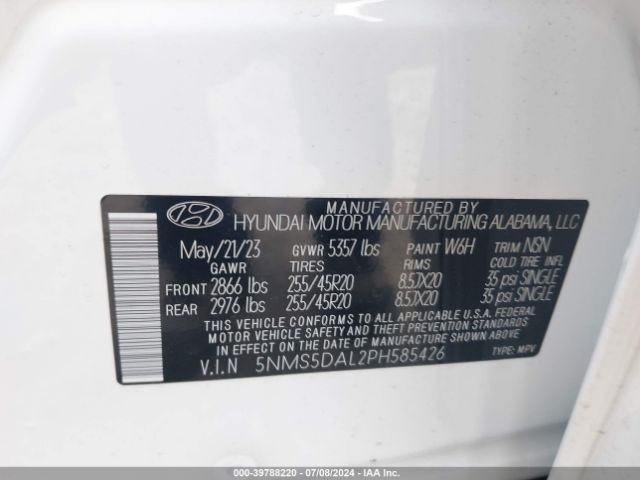 MANUFACTURED BY
HYUNDAI MOTOR MANUFACTURING ALABAMA, LLC
May/21/23 GVWR 5357 lbs PAINT W6H TRIM NSN
GAWR TIRES RIMS COLD TIRE INFL
FRONT 2866 lbs 255/45R20 8.5JX20 35 psi SINGLE
REAR 2976 lbs 255/45R20 8.5JX20 35 psi SINGLE
THIS VEHICLE CONFORMS TO ALL APPLICABLE U.S.A. FEDERAL
MOTOR VEHICLE SAFETY, BUMPER, AND THEFT PREVENTION
STANDARDS IN EFFECT ON THE DATE OF MANUFACTURE SHOWN ABOVE.
V.I.N 5NMS5DAL2PH585426 TYPE: MPV
000-39788220 - 07/08/2024 - IAAI.COM